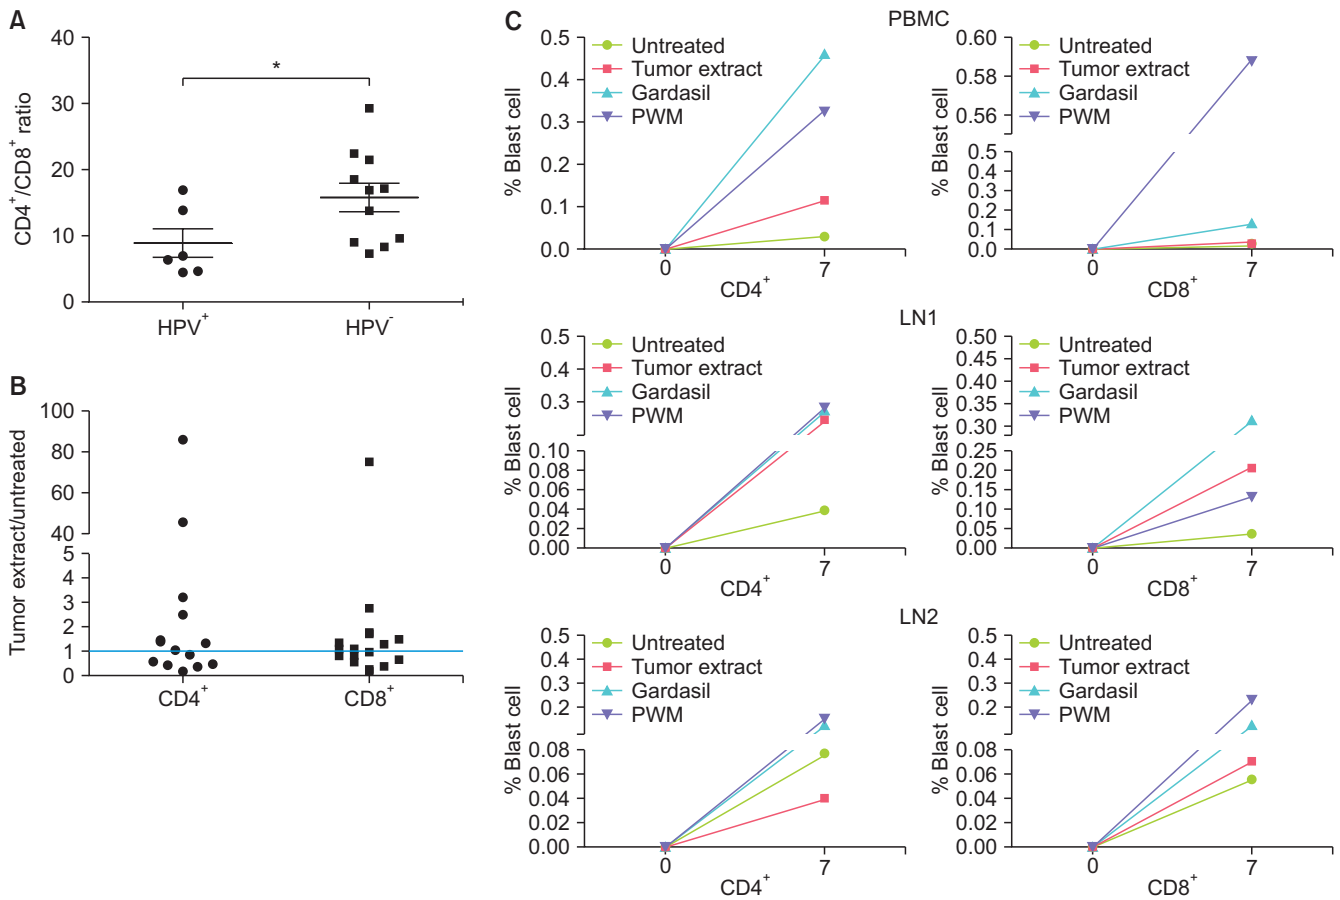 A
CD4+/CD8+ ratio
40
30
20
10
0
*
HPV+
HPV-
B
Tumor extract/untreated
100
80
60
40
5
4
3
2
1
0
CD4+
CD8+
C
PBMC
% Blast cell
0.5
0.4
0.3
0.2
0.1
0.0
Untreated
Tumor extract
Gardasil
PWM
0 7
CD4+
% Blast cell
0.60
0.58
0.56
0.5
0.4
0.3
0.2
0.1
0.0
Untreated
Tumor extract
Gardasil
PWM
0 7
CD8+
LN1
% Blast cell
0.5
0.4
0.3
0.10
0.08
0.06
0.04
0.02
0.00
Untreated
Tumor extract
Gardasil
PWM
0 7
CD4+
% Blast cell
0.50
0.45
0.40
0.35
0.30
0.25
0.20
0.15
0.10
0.05
0.00
Untreated
Tumor extract
Gardasil
PWM
0 7
CD8+
LN2
% Blast cell
0.5
0.4
0.3
0.2
0.08
0.06
0.04
0.02
0.00
Untreated
Tumor extract
Gardasil
PWM
0 7
CD4+
% Blast cell
0.5
0.4
0.3
0.2
0.08
0.06
0.04
0.02
0.00
Untreated
Tumor extract
Gardasil
PWM
0 7
CD8+